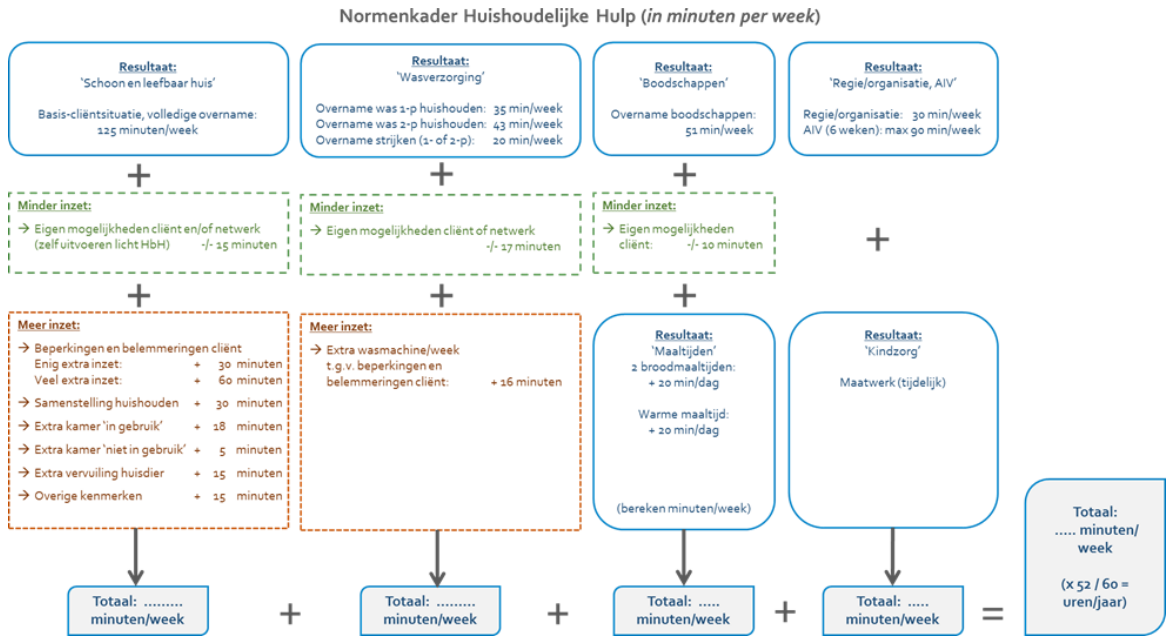 Normenkader Huishoudelijke Hulp (in minuten per week)
Resultaat:
‘Schoon en leefbaar huis’
Basis-cliëntsituatie, volledige overname:
125 minuten/week
Resultaat:
‘Wasverzorging’
Overname was 1-p huishouden: 35 min/week
Overname was 2-p huishouden: 43 min/week
Overname strijken (1- of 2-p): 20 min/week
Resultaat:
‘Boodschappen’
Overname boodschappen:
51 min/week
Resultaat:
‘Regie/organisatie, AIV’
Regie/organisatie: 30 min/week
AIV (6 weken): max 90 min/week
+
+
+
Minder inzet:
→ Eigen mogelijkheden cliënt en/of netwerk
(zelf uitvoeren licht HbH) -/- 15 minuten
Minder inzet:
→ Eigen mogelijkheden cliënt of netwerk
-/- 17 minuten
Minder inzet:
→ Eigen mogelijkheden
cliënt: -/- 10 minuten
+
+
+
+
Meer inzet:
→ Beperkingen en belemmeringen cliënt
Enig extra inzet: + 30 minuten
Veel extra inzet: + 60 minuten
→ Samenstelling huishouden + 30 minuten
→ Extra kamer ‘in gebruik’ + 18 minuten
→ Extra kamer ‘niet in gebruik’ + 5 minuten
→ Extra vervuiling huisdier + 15 minuten
→ Overige kenmerken + 15 minuten
Meer inzet:
→ Extra wasmachine/week
t.g.v. beperkingen en
belemmeringen cliënt: + 16 minuten
Resultaat:
‘Maaltijden’
2 broodmaaltijden:
+ 20 min/dag
Warme maaltijd:
+ 20 min/dag
(bereken minuten/week)
Resultaat:
‘Kindzorg’
Maatwerk (tijdelijk)
Totaal: .........
minuten/week
+
Totaal: .........
minuten/week
+
Totaal: .....
minuten/week
+
Totaal: .....
minuten/week
=
Totaal:
..... minuten/
week
(x 52 / 60 =
uren/jaar)